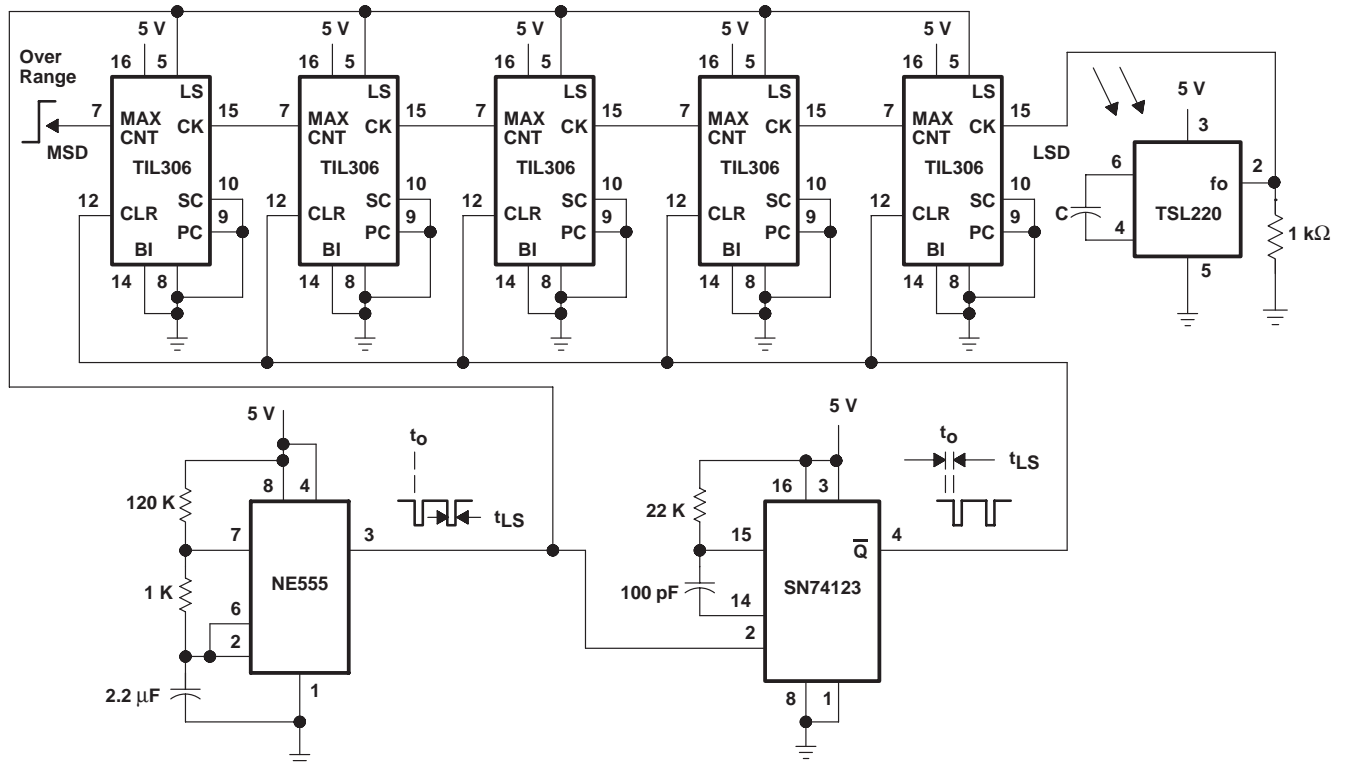 5 V 5 V 5 V 5 V 5 V
Over
Range
16 5 16 5 16 5 16 5 16 5
5 V
LS LS LS LS LS
7 MAX CNT CK 15 7 MAX CNT CK 15 7 MAX CNT CK 15 7 MAX CNT CK 15 7 MAX CNT CK 15
3
MSD
LSD
TIL306 TIL306 TIL306 TIL306 TIL306
6 fo 2
12 CLR SC 10 12 CLR SC 10 12 CLR SC 10 12 CLR SC 10 12 CLR SC 10
PC 9 PC 9 PC 9 PC 9 PC 9
C TSL220
4
1 kΩ
BI BI BI BI BI
5
14 8 14 8 14 8 14 8 14 8
5 V
5 V
to
to
tLS
8 4
16 3
120 K
22 K
tLS
7 3
15 Q̅ 4
1 K
NE555
SN74123
100 pF
14
6
2
2
2.2 μF
1
8 1